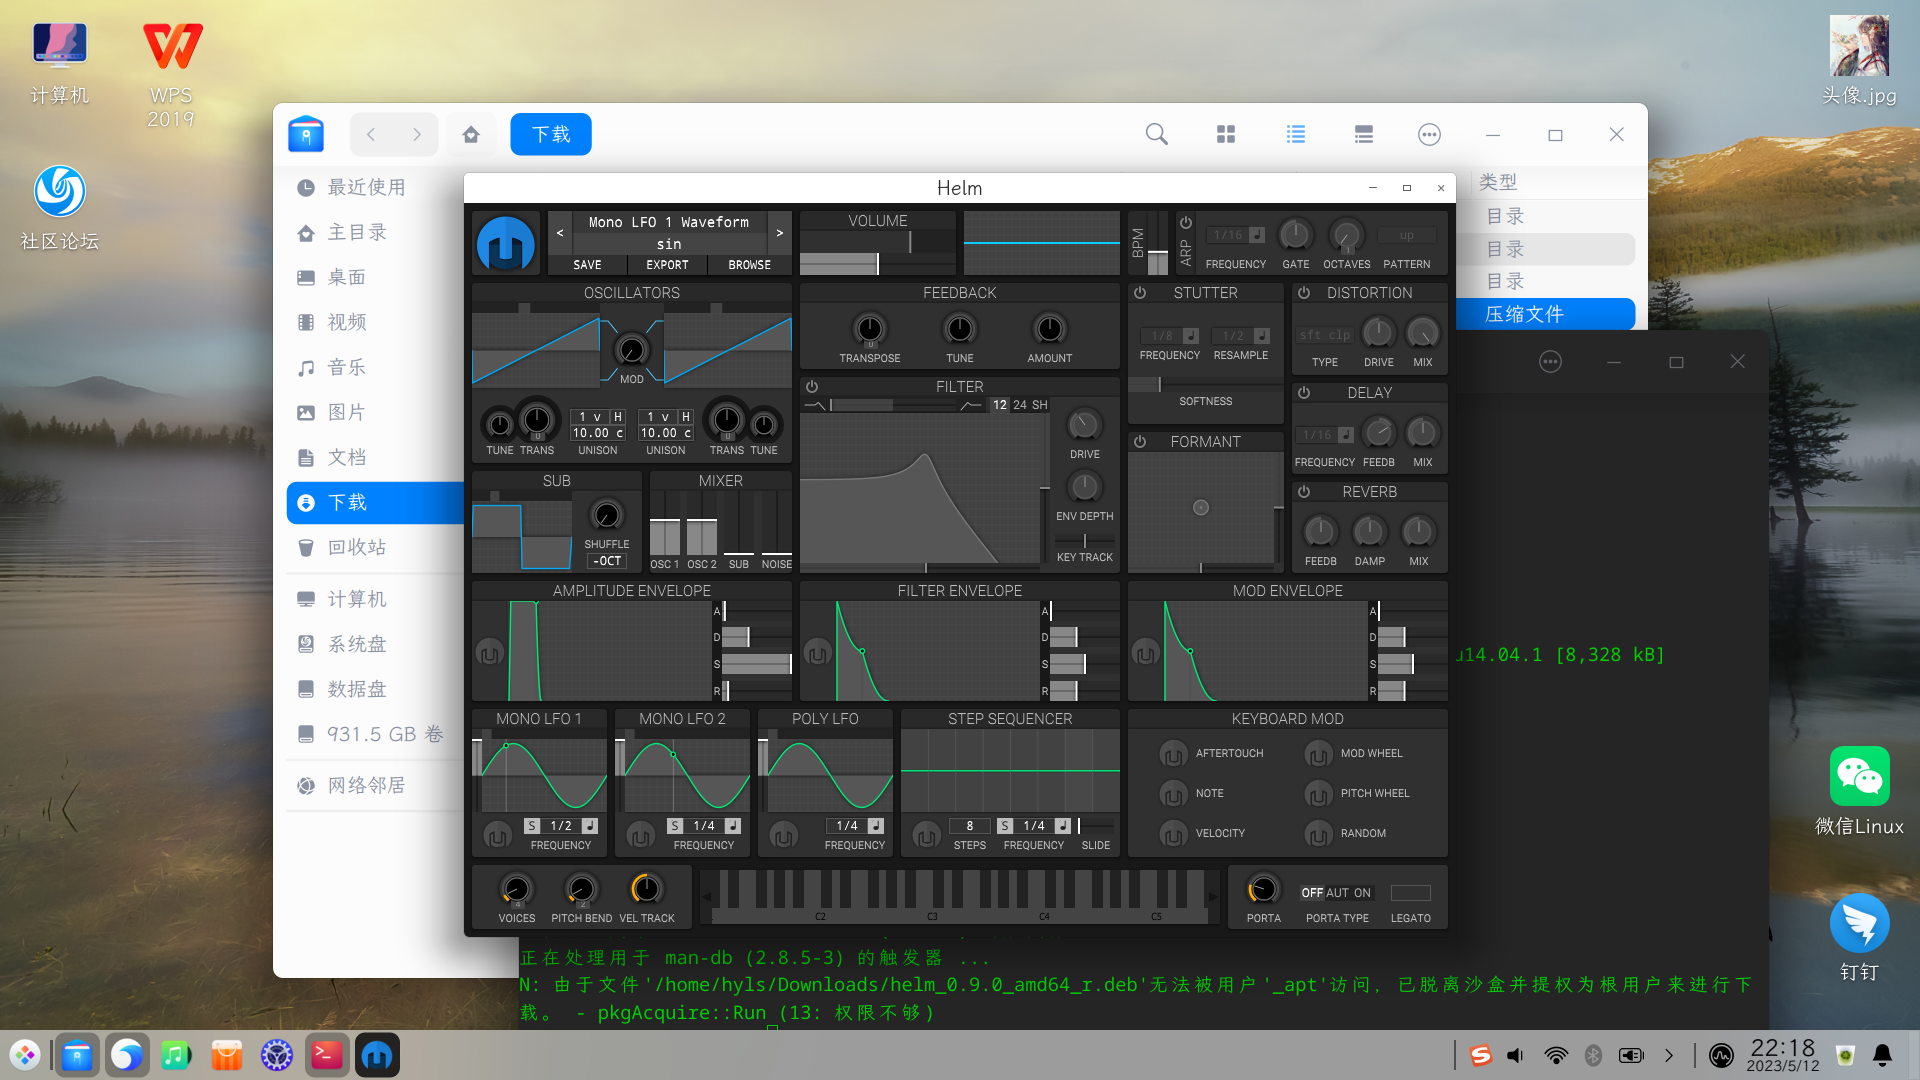 计算机
WPS
2019
社区论坛
头像.jpg
微信Linux
钉钉
下载
最近使用
主目录
桌面
视频
音乐
图片
文档
下载
回收站
计算机
系统盘
数据盘
931.5 GB 卷
网络邻居
类型
目录
目录
目录
压缩文件
Helm
Mono LFO 1 Waveform
sin
< >
SAVE EXPORT BROWSE
VOLUME
BPM
ARP
1/16
up
FREQUENCY GATE OCTAVES PATTERN
OSCILLATORS
MOD
1 v H
10.00 c
1 v H
10.00 c
TUNE TRANS UNISON UNISON TRANS TUNE
FEEDBACK
TRANSPOSE TUNE AMOUNT
FILTER
12 24 SH
DRIVE
ENV DEPTH
KEY TRACK
STUTTER
1/8 1/2
FREQUENCY RESAMPLE
SOFTNESS
FORMANT
DISTORTION
sft clp
TYPE DRIVE MIX
DELAY
1/16
FREQUENCY FEEDB MIX
REVERB
FEEDB DAMP MIX
SUB
SHUFFLE
-OCT
MIXER
OSC 1 OSC 2 SUB NOISE
AMPLITUDE ENVELOPE
A
D
S
R
FILTER ENVELOPE
A
D
S
R
MOD ENVELOPE
A
D
S
R
MONO LFO 1
S 1/2
FREQUENCY
MONO LFO 2
S 1/4
FREQUENCY
POLY LFO
1/4
FREQUENCY
STEP SEQUENCER
8 S 1/4
STEPS FREQUENCY SLIDE
KEYBOARD MOD
AFTERTOUCH MOD WHEEL
NOTE PITCH WHEEL
VELOCITY RANDOM
4 2
VOICES PITCH BEND VEL TRACK
C2 C3 C4 C5
OFF AUT ON
PORTA PORTA TYPE LEGATO
u14.04.1 [8,328 kB]
正在处理用于 man-db (2.8.5-3) 的触发器 ...
N: 由于文件'/home/hyls/Downloads/helm_0.9.0_amd64_r.deb'无法被用户'_apt'访问，已脱离沙盒并提权为根用户来进行下
载。 - pkgAcquire::Run (13: 权限不够)
22:18
2023/5/12